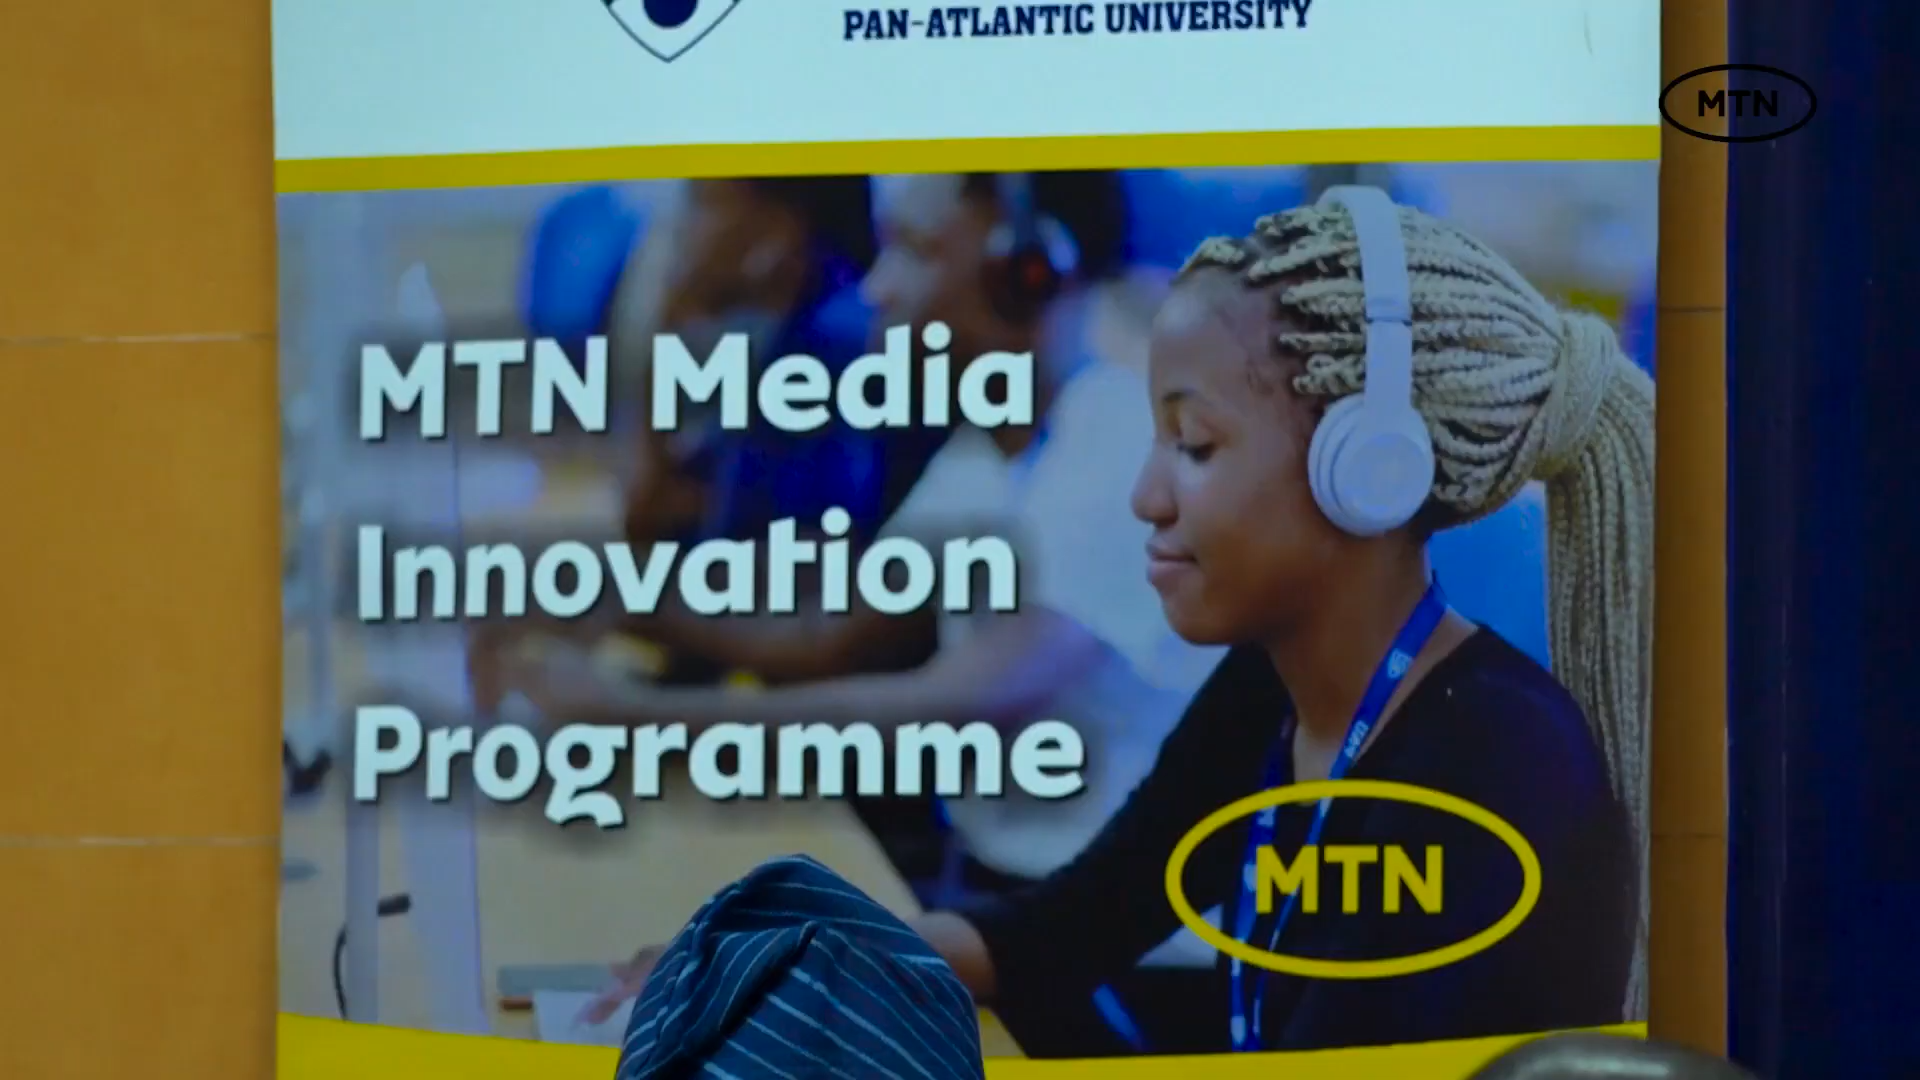 PAN-ATLANTIC UNIVERSITY
MTN
MTN Media
Innovation
Programme
MTN